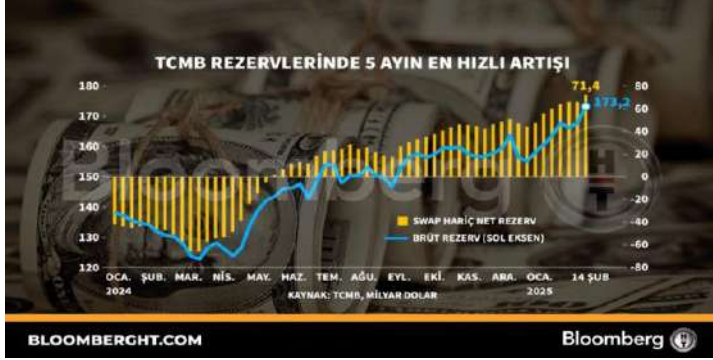 TCMB REZERVLERİNDE 5 AYIN EN HIZLI ARTIŞI
71,4
180 80
173,2
170 60
160 40
20
150 0
140 -20
-40
130 -60
120 -80
Bloomberg HT
SWAP HARİÇ NET REZERV
BRÜT REZERV (SOL EKSEN)
OCA. ŞUB. MAR. NİS. MAY. HAZ. TEM. AĞU. EYL. EKİ. KAS. ARA. OCA. 14 ŞUB
2024 2025
KAYNAK: TCMB, MİLYAR DOLAR
BLOOMBERGHT.COM
Bloomberg HT